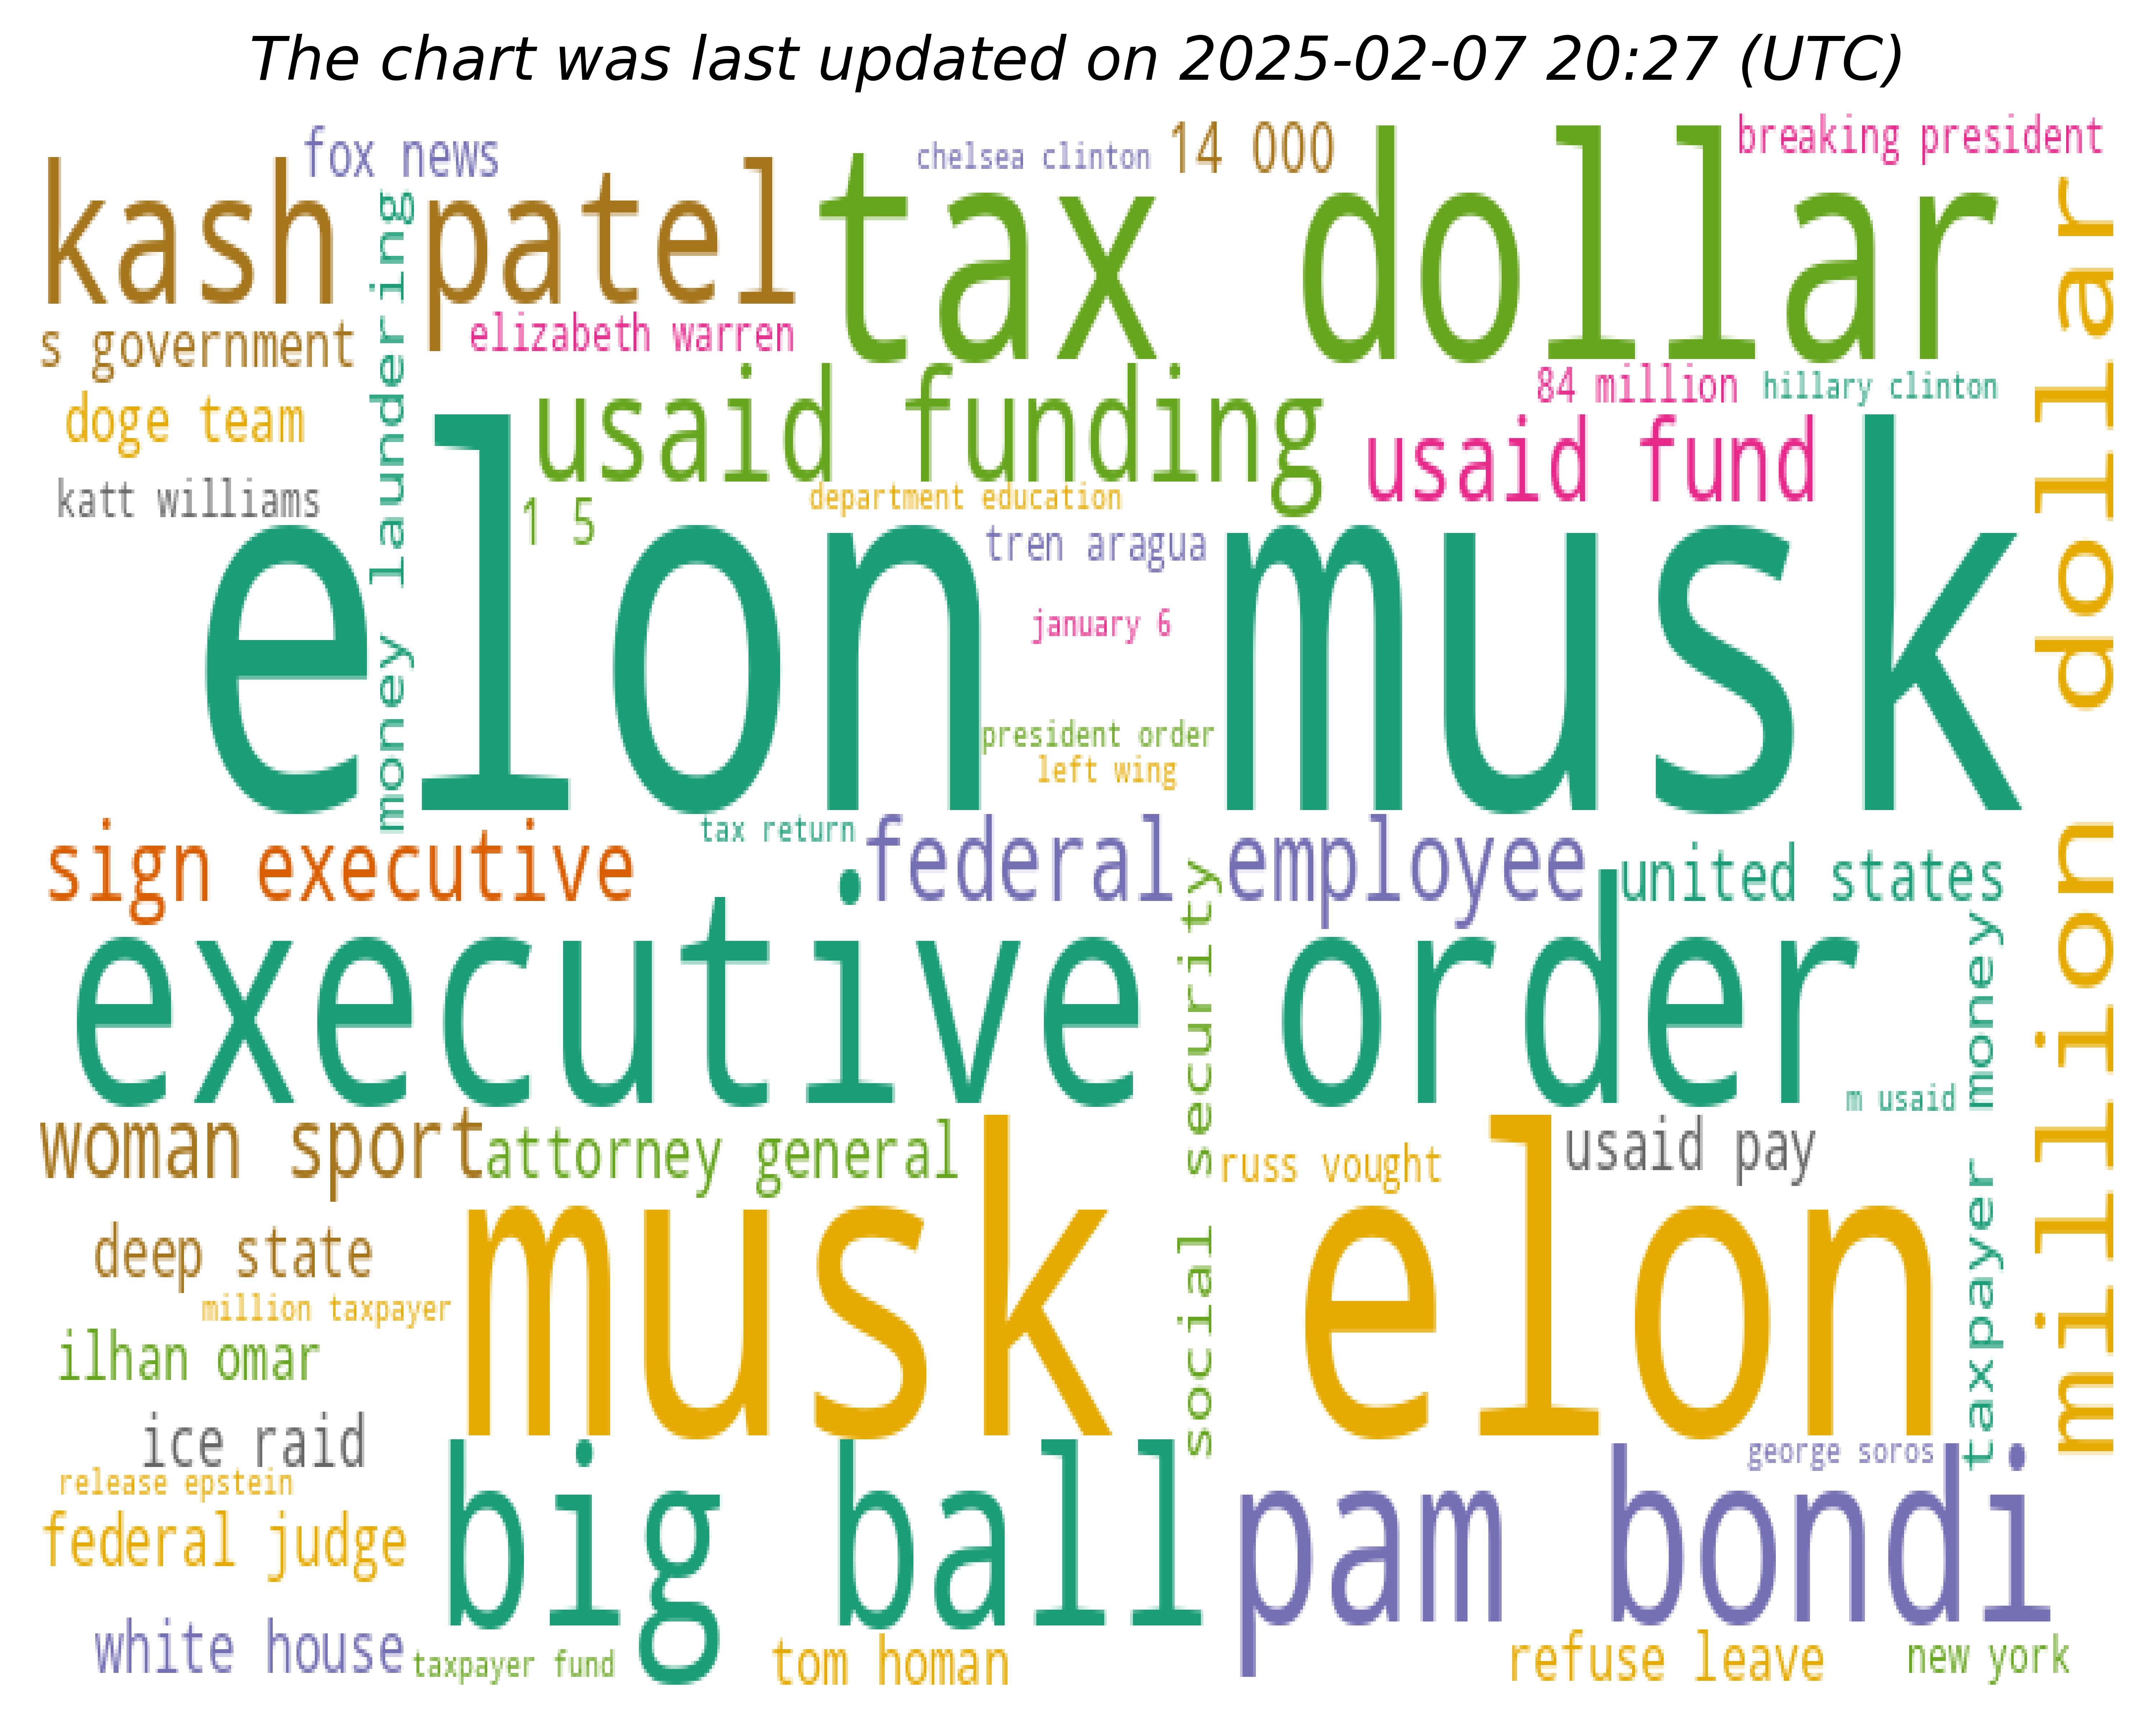 The chart was last updated on 2025-02-07 20:27 (UTC)
fox news
chelsea clinton
14 000
breaking president
kash patel
tax dollar
money laundering
million dollar
s government
elizabeth warren
usaid funding
84 million
hillary clinton
doge team
usaid fund
katt williams
1 5
department education
tren aragua
elon musk
january 6
president order
left wing
tax return
sign executive
federal employee
united states
social security
executive order
taxpayer money
m usaid
woman sport
attorney general
russ vought
usaid pay
deep state
musk elon
million taxpayer
ilhan omar
ice raid
george soros
release epstein
big ball
pam bondi
federal judge
white house
taxpayer fund
tom homan
refuse leave
new york